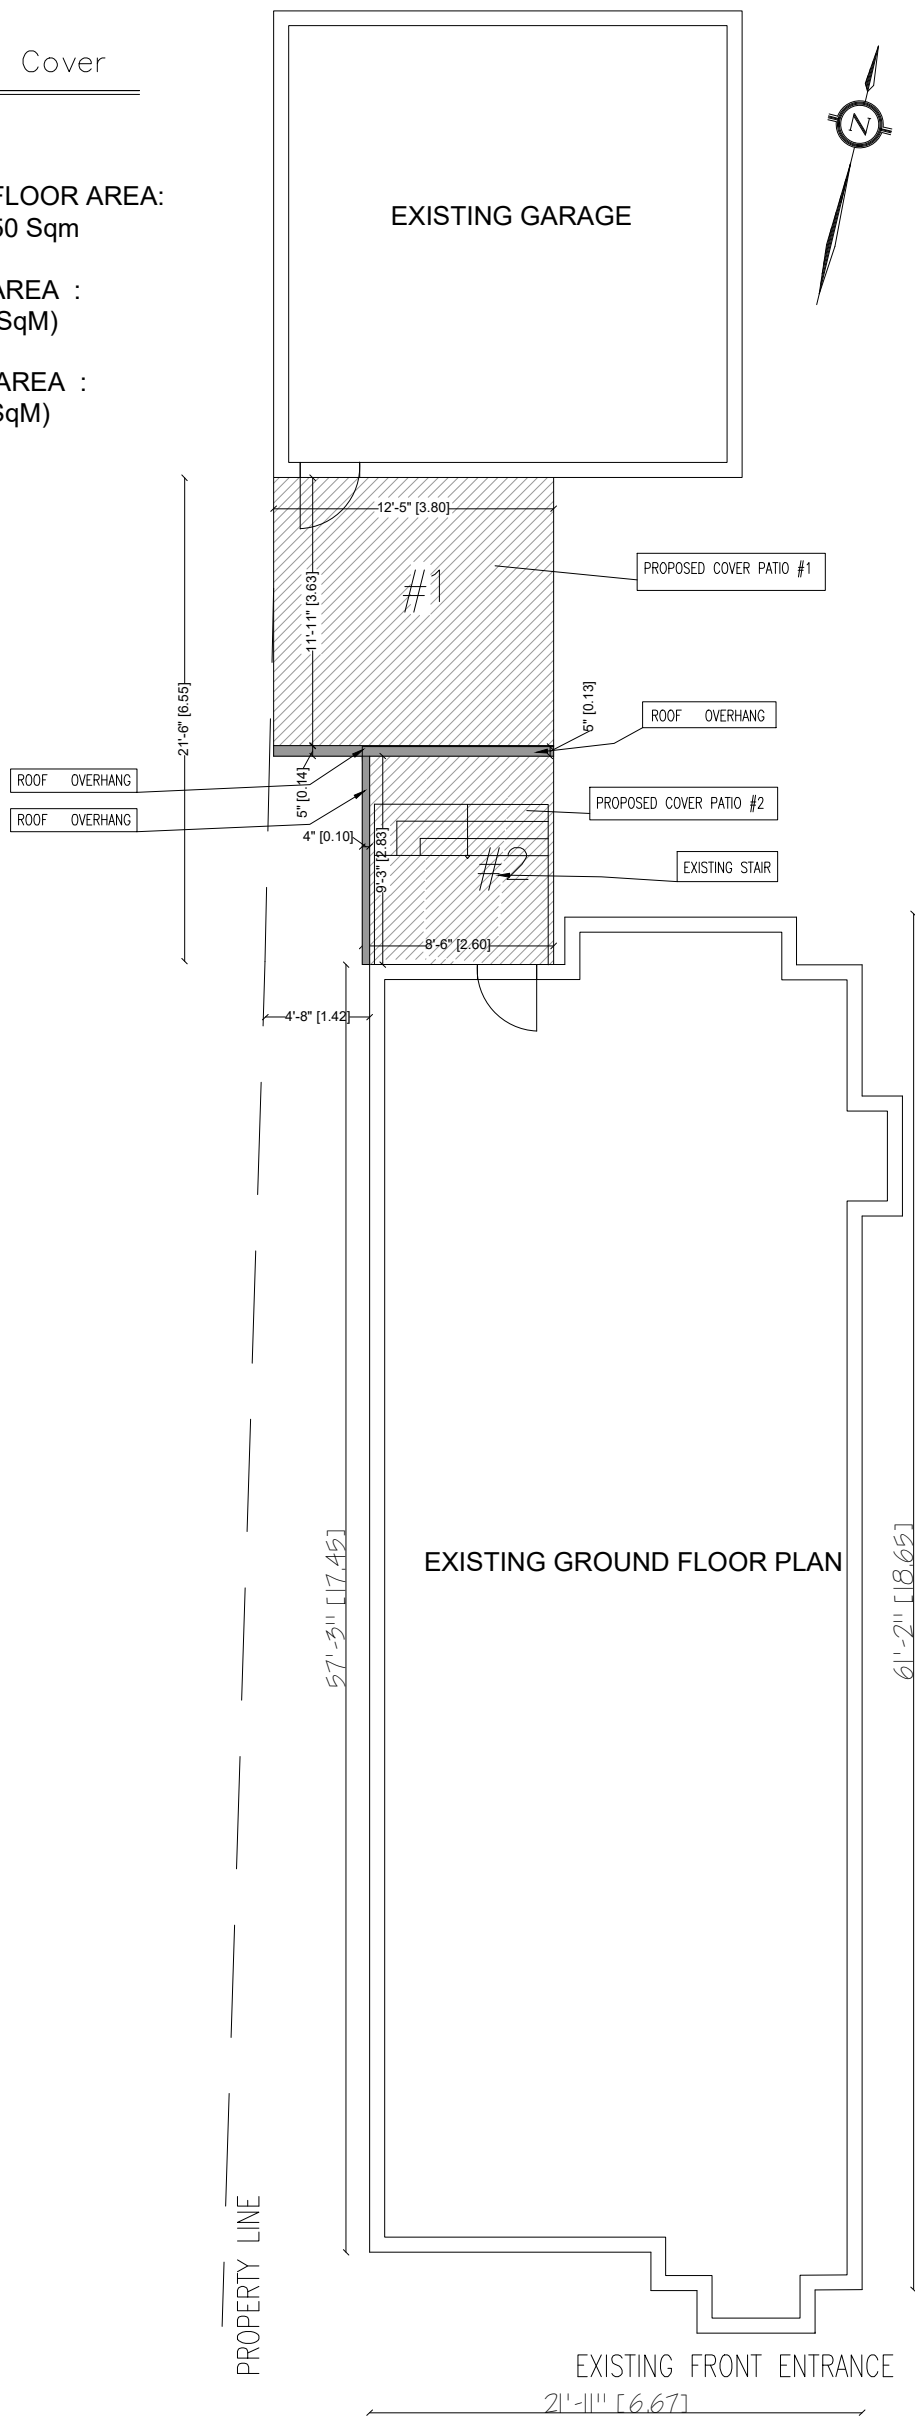 Cover
N
FLOOR AREA:
50 Sqm
AREA :
SqM)
AREA :
SqM)
EXISTING GARAGE
12'-5" [3.80]
#1
11'-11" [3.63]
PROPOSED COVER PATIO #1
21'-6" [6.55]
5" [0.13]
ROOF OVERHANG
ROOF OVERHANG
ROOF OVERHANG
5" [0.14]
4" [0.10]
9'-3" [2.83]
PROPOSED COVER PATIO #2
#2
EXISTING STAIR
8'-6" [2.60]
4'-8" [1.42]
57'-3" [17.45]
EXISTING GROUND FLOOR PLAN
61'-2" [18.65]
PROPERTY LINE
EXISTING FRONT ENTRANCE
21'-11" [6.67]